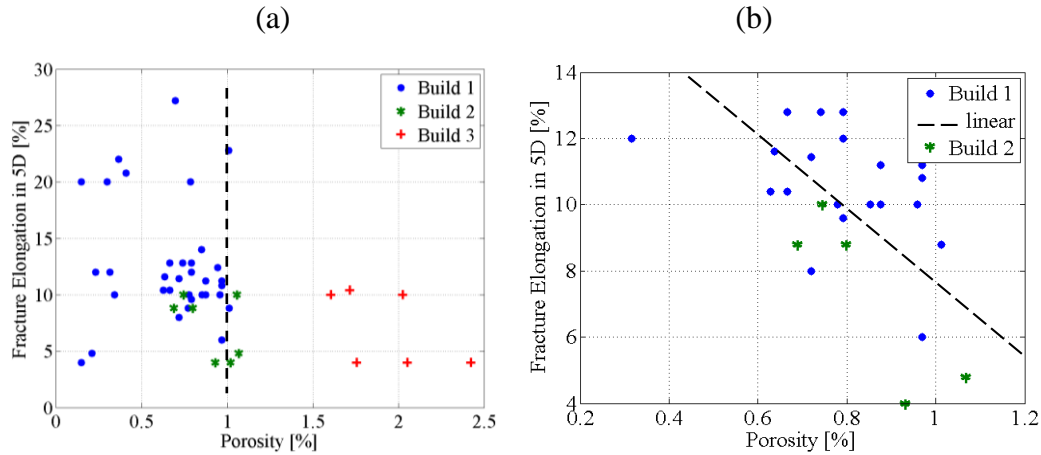 (a)
(b)
Fracture Elongation in 5D [%]
30
25
20
15
10
5
0
Build 1
Build 2
Build 3
0
0.5
1
1.5
2
2.5
Porosity [%]
Fracture Elongation in 5D [%]
14
12
10
8
6
4
Build 1
linear
Build 2
0.2
0.4
0.6
0.8
1
1.2
Porosity [%]